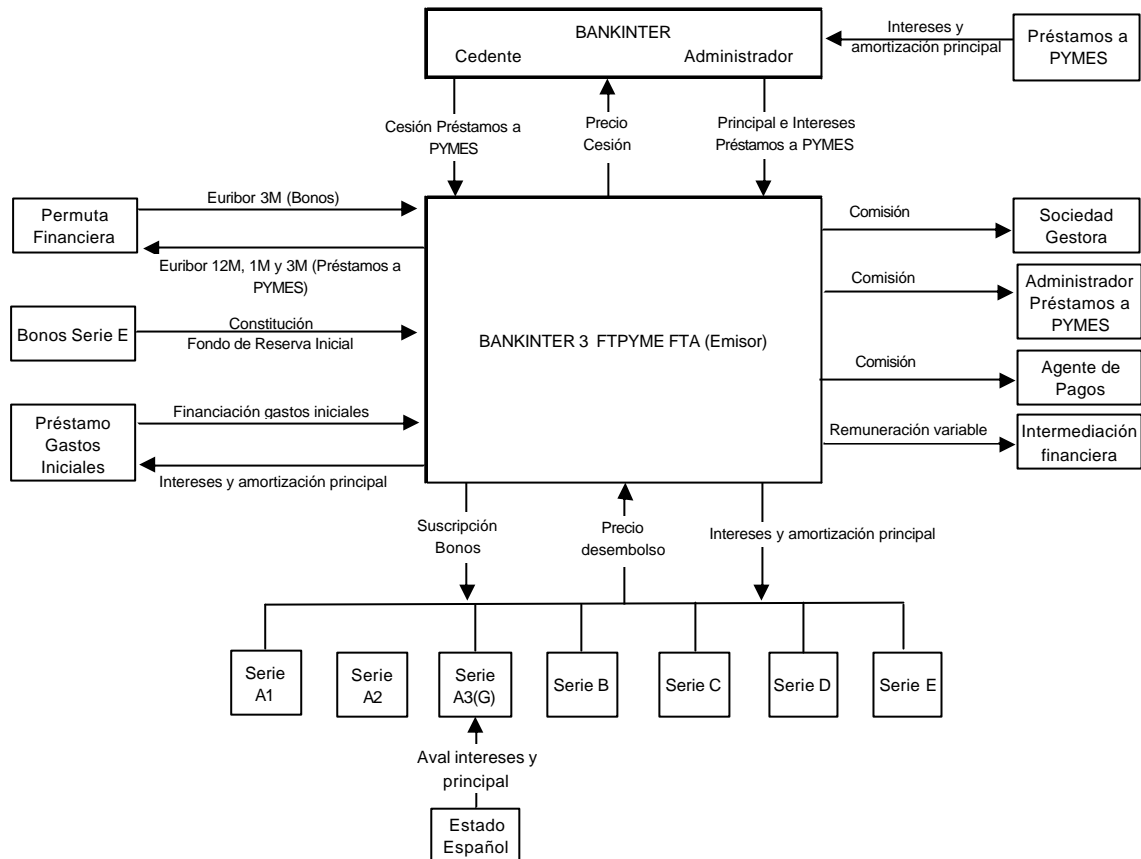 BANKINTER
Cedente
Administrador
Intereses y
amortización principal
Préstamos a
PYMES
Cesión Préstamos a
PYMES
Precio
Cesión
Principal e Intereses
Préstamos a PYMES
Permuta
Financiera
Euribor 3M (Bonos)
Euribor 12M, 1M y 3M (Préstamos a
PYMES)
Bonos Serie E
Constitución
Fondo de Reserva Inicial
Préstamo
Gastos
Iniciales
Financiación gastos iniciales
Intereses y amortización principal
BANKINTER 3 FTPYME FTA (Emisor)
Comisión
Sociedad
Gestora
Comisión
Administrador
Préstamos a
PYMES
Comisión
Agente de
Pagos
Remuneración variable
Intermediación
financiera
Suscripción
Bonos
Precio
desembolso
Intereses y amortización principal
Serie
A1
Serie
A2
Serie
A3(G)
Serie B
Serie C
Serie D
Serie E
Aval intereses y
principal
Estado
Español